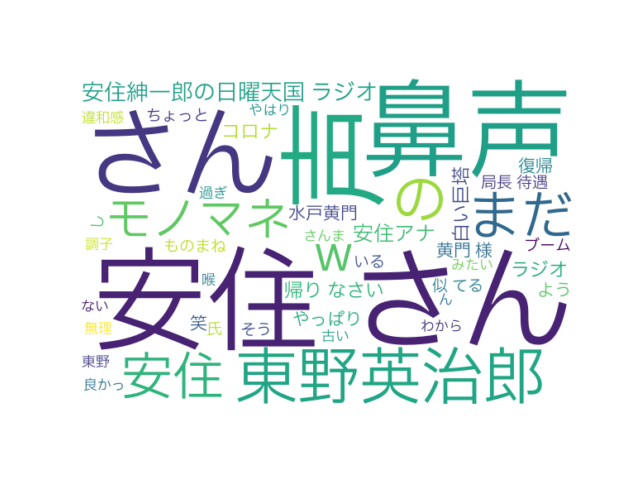 安住紳一郎の日曜天国 ラジオ
やはり
違和感
ちょっと
コロナ
さん
声
鼻声
の
まだ
復帰
局長 待遇
白い巨塔
過ぎ
モノマネ
水戸黄門
し
調子
ものまね
さんま
安住アナ
w
いる
黄門 様
ブーム
みたい
ラジオ
安住 さん
喉
帰り なさい
似 てる
よう
ん
ない
無理
笑
氏
そう
やっぱり
古い
わから
東野
良かっ
安住
東野英治郎